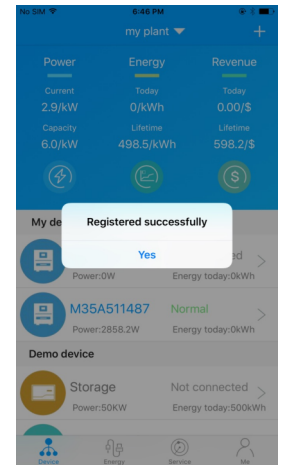 No SIM 6:46 PM
my plant +
Power Energy Revenue
Current Today Today
2.9/kW 0/kWh 0.00/$
Capacity Lifetime Lifetime
6.0/kW 498.5/kWh 598.2/$
My de
Registered successfully
Yes
ed
Power:0W Energy today:0kWh
M35A511487 Normal
Power:2858.2W Energy today:0kWh
Demo device
Storage Not connected
Power:50KW Energy today:500kWh
Device Energy Service Me